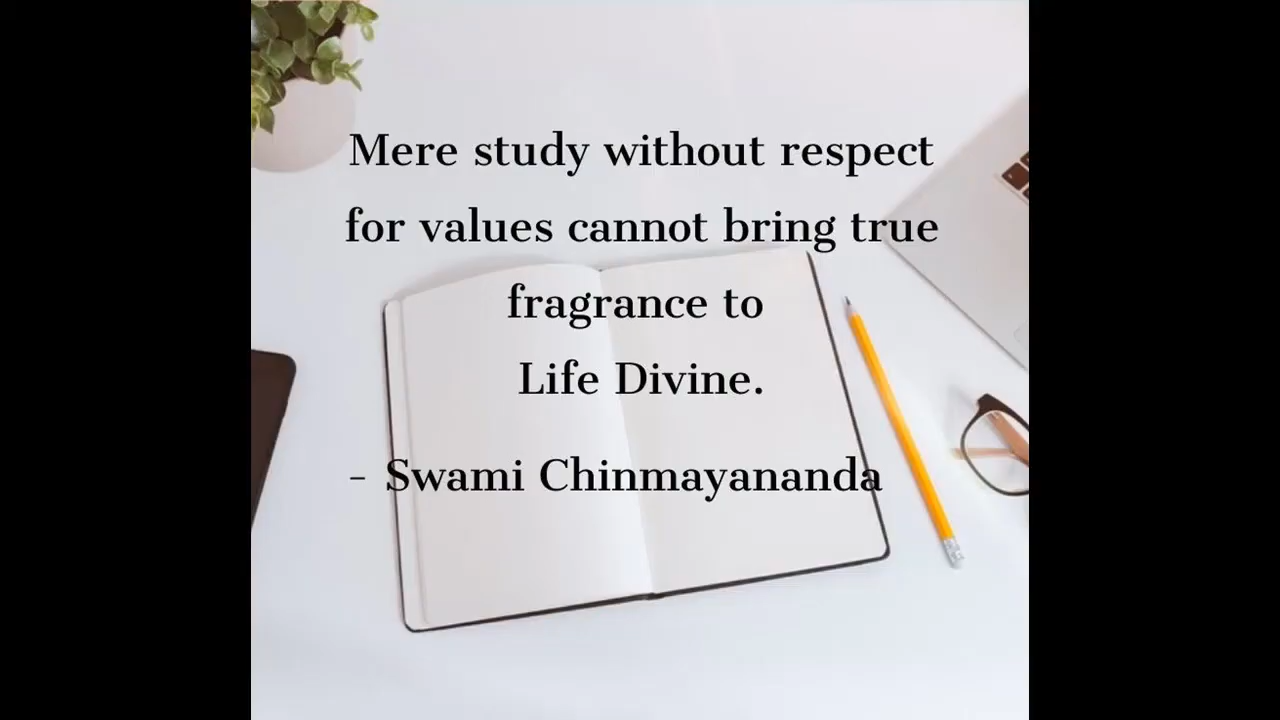 Mere study without respect
for values cannot bring true
fragrance to
Life Divine.
- Swami Chinmayananda